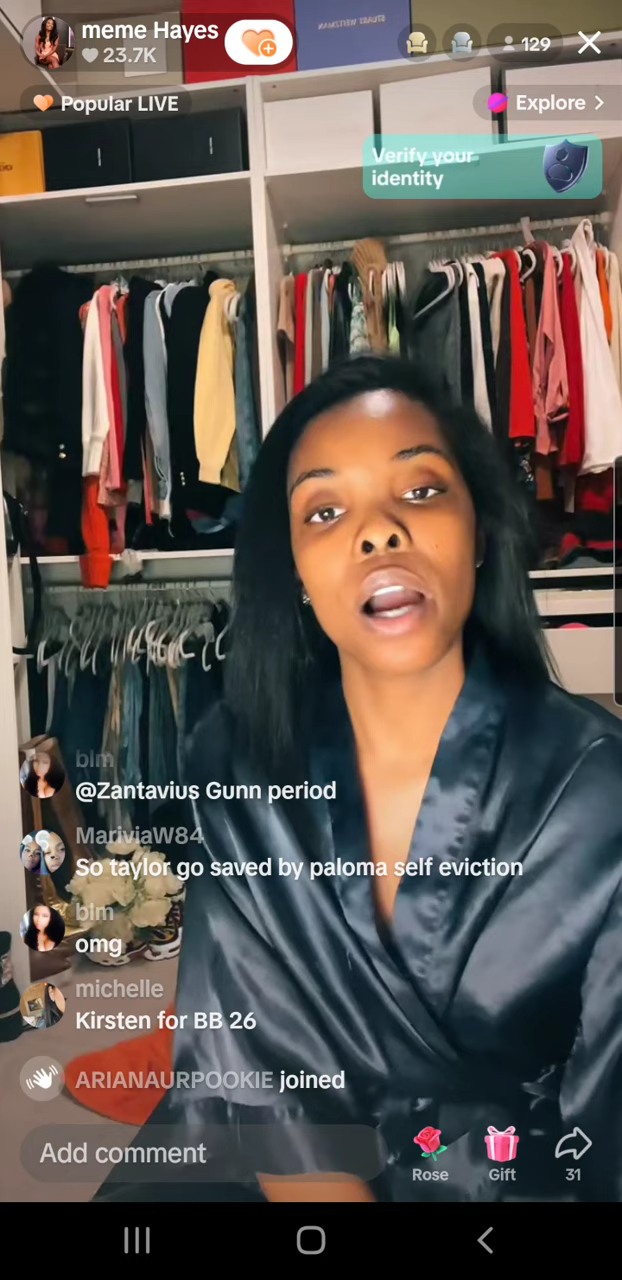 meme Hayes
23.7K
129
Popular LIVE
Explore
Verify your
identity
blm
@Zantavius Gunn period
MariviaW84
So taylor go saved by paloma self eviction
blm
omg
michelle
Kirsten for BB 26
ARIANAURPOOKIE joined
Add comment
Rose
Gift
31